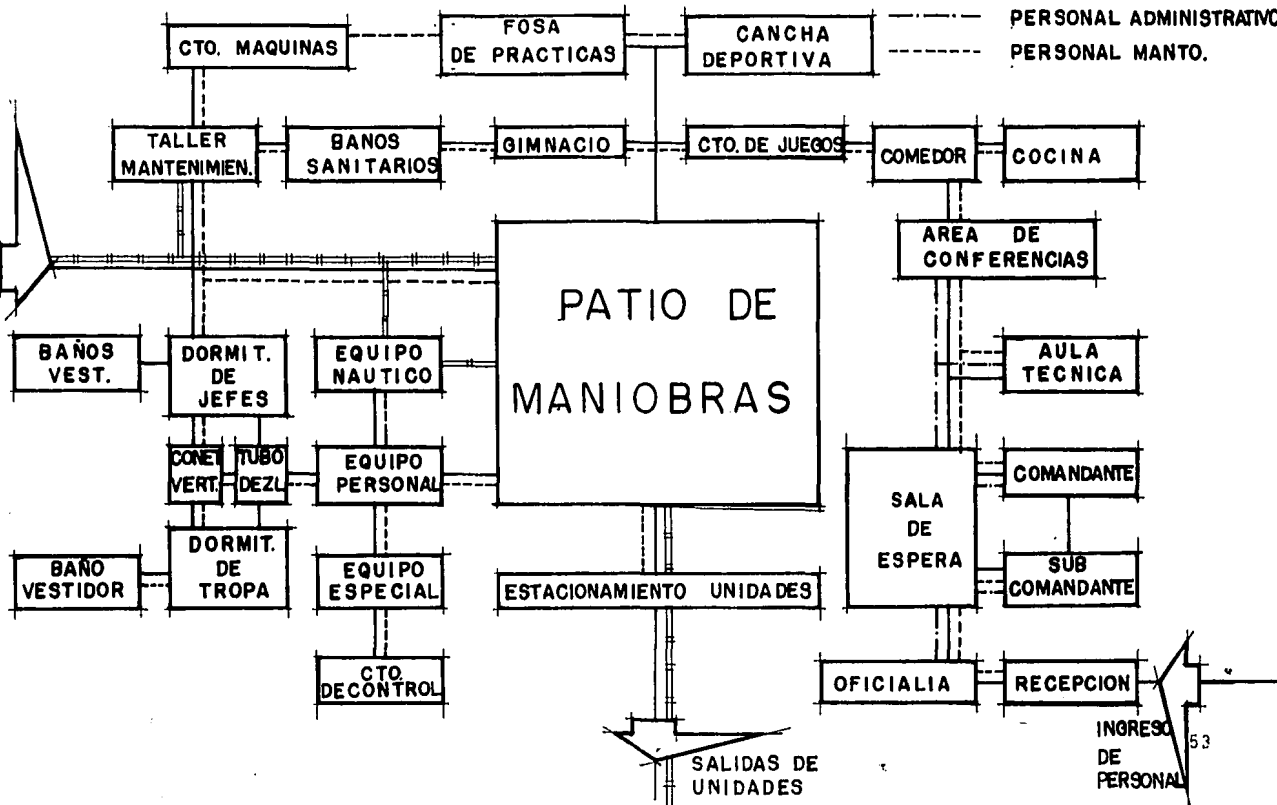 PERSONAL ADMINISTRATIVO
PERSONAL MANTO.
CTO. MAQUINAS
FOSA
DE PRACTICAS
CANCHA
DEPORTIVA
TALLER
MANTENIMIEN.
BANOS
SANITARIOS
GIMNACIO
CTO. DE JUEGOS
COMEDOR
COCINA
AREA DE
CONFERENCIAS
PATIO DE
MANIOBRAS
BAÑOS
VEST.
DORMIT.
DE
JEFES
EQUIPO
NAUTICO
AULA
TECNICA
CONET
VERT.
TUBO
DEZL
EQUIPO
PERSONAL
SALA
DE
ESPERA
COMANDANTE
BAÑO
VESTIDOR
DORMIT.
DE
TROPA
EQUIPO
ESPECIAL
ESTACIONAMIENTO UNIDADES
SUB
COMANDANTE
CTO.
DECONTROL
OFICIALIA
RECEPCION
SALIDAS DE
UNIDADES
INGRESO
DE
PERSONAL
53